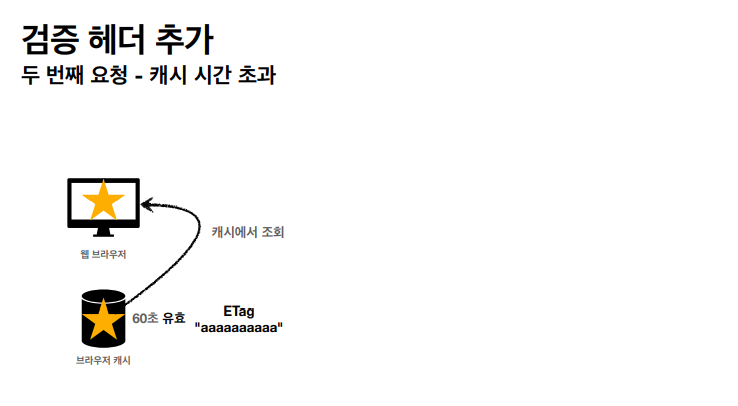 검증 헤더 추가
두 번째 요청 - 캐시 시간 초과
캐시에서 조회
웹 브라우저
60초 유효
ETag
"aaaaaaaaaa"
브라우저 캐시